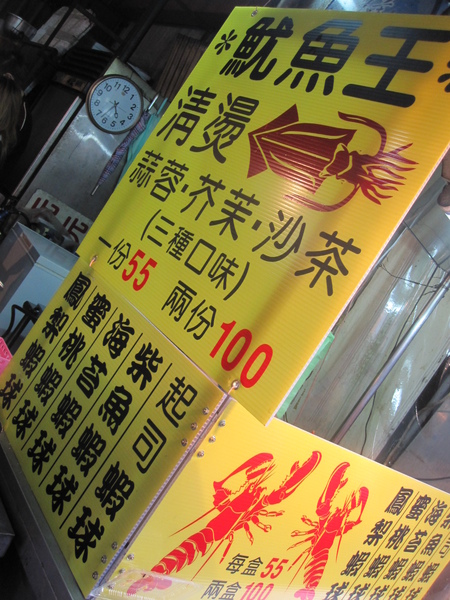 *魷魚王*
清燙
蒜蓉·芥茉·沙茶
(三種口味)
一份55 兩份100
起司
柴魚蝦球
海苔蝦球
蜜桃蝦球
鳳梨蝦球
海苔蝦球
蜜桃蝦球
鳳梨蝦球
每盒55
兩盒100